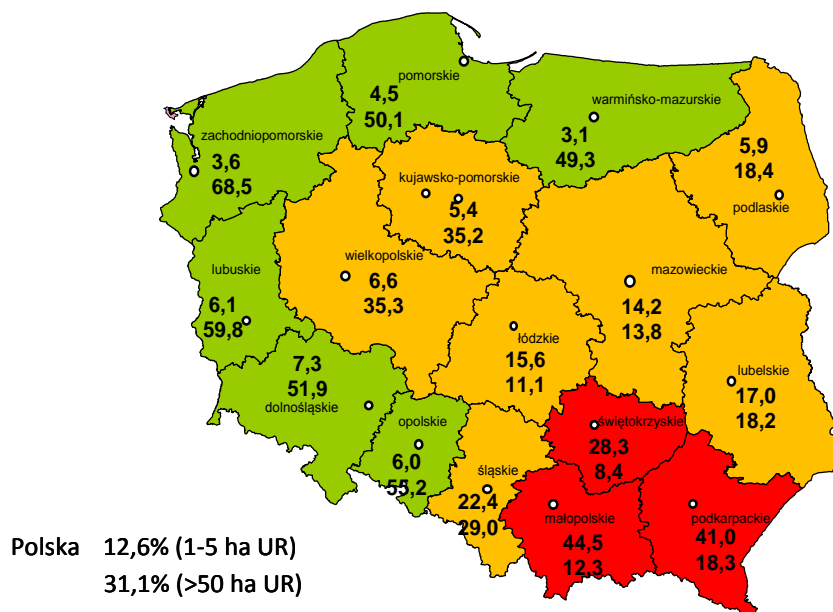 pomorskie
4,5
50,1
warmińsko-mazurskie
3,1
49,3
zachodniopomorskie
3,6
68,5
5,9
18,4
podlaskie
kujawsko-pomorskie
5,4
35,2
wielkopolskie
6,6
35,3
lubuskie
6,1
59,8
mazowieckie
14,2
13,8
łódzkie
15,6
11,1
7,3
51,9
dolnośląskie
lubelskie
17,0
18,2
opolskie
6,0
55,2
świętokrzyskie
28,3
8,4
śląskie
22,4
29,0
małopolskie
44,5
12,3
podkarpackie
41,0
18,3
Polska 12,6% (1-5 ha UR)
31,1% (>50 ha UR)